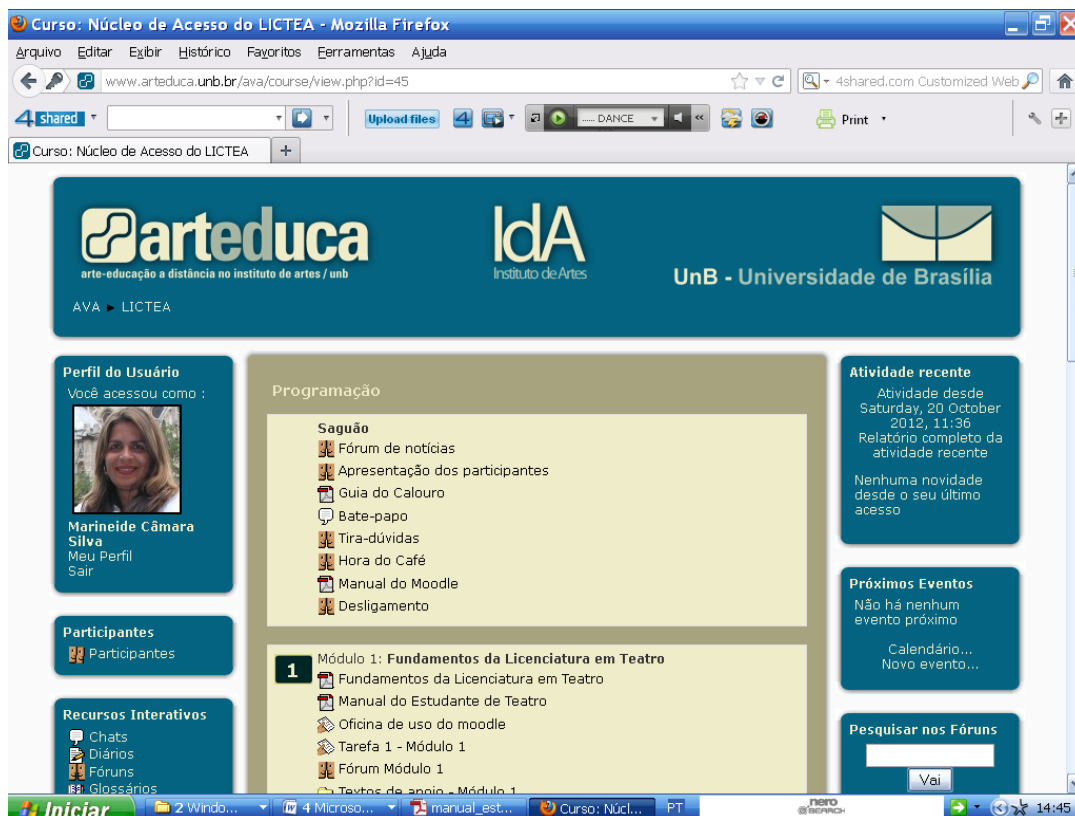 Curso: Núcleo de Acesso do LICTEA - Mozilla Firefox
Arquivo Editar Exibir Histórico Favoritos Ferramentas Ajuda
www.arteduca.unb.br/ava/course/view.php?id=45
4shared.com Customized Web
4shared
Upload files
4
..... DANCE
Print
Curso: Núcleo de Acesso do LICTEA
arteduca
arte-educação a distância no instituto de artes / unb
IdA
Instituto de Artes
UnB - Universidade de Brasília
AVA ► LICTEA
Perfil do Usuário
Você acessou como :
Marineide Câmara
Silva
Meu Perfil
Sair
Participantes
Participantes
Recursos Interativos
Chats
Diários
Fóruns
Glossários
Programação
Saguão
Fórum de notícias
Apresentação dos participantes
Guia do Calouro
Bate-papo
Tira-dúvidas
Hora do Café
Manual do Moodle
Desligamento
1
Módulo 1: Fundamentos da Licenciatura em Teatro
Fundamentos da Licenciatura em Teatro
Manual do Estudante de Teatro
Oficina de uso do moodle
Tarefa 1 - Módulo 1
Fórum Módulo 1
Textos de apoio - Módulo 1
Atividade recente
Atividade desde
Saturday, 20 October
2012, 11:36
Relatório completo da
atividade recente
Nenhuma novidade
desde o seu último
acesso
Próximos Eventos
Não há nenhum
evento próximo
Calendário...
Novo evento...
Pesquisar nos Fóruns
Vai
Iniciar
2 Windo...
4 Microso...
manual_est...
Curso: Núcl...
PT
nero
SEARCH
14:45